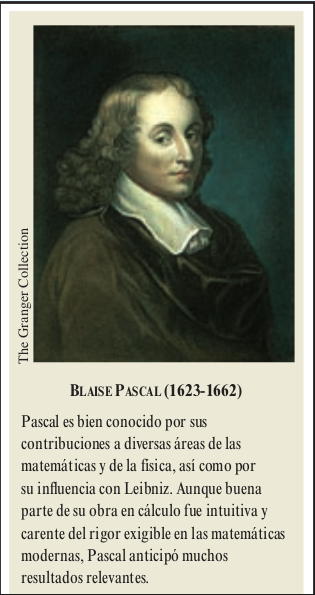 The Granger Collection
BLAISE PASCAL (1623-1662)
Pascal es bien conocido por sus
contribuciones a diversas áreas de las
matemáticas y de la física, así como por
su influencia con Leibniz. Aunque buena
parte de su obra en cálculo fue intuitiva y
carente del rigor exigible en las matemáticas
modernas, Pascal anticipó muchos
resultados relevantes.